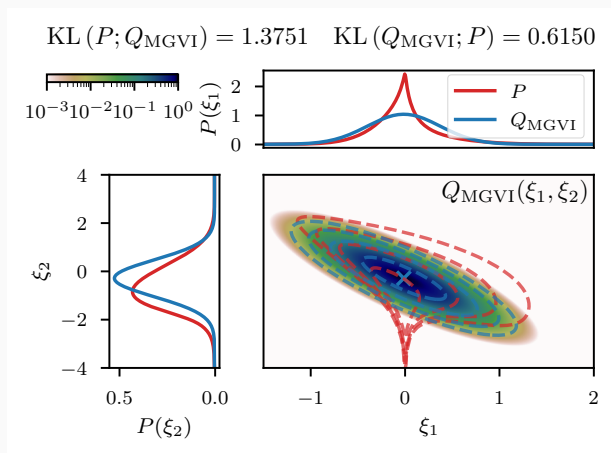 KL (P; Q_MGVI) = 1.3751 KL (Q_MGVI; P) = 0.6150
10⁻³ 10⁻² 10⁻¹ 10⁰
P(ξ₁)
2
1
0
P
Q_MGVI
4
2
0
−2
−4
ξ₂
0.5 0.0
P(ξ₂)
Q_MGVI(ξ₁, ξ₂)
−1 0 1 2
ξ₁